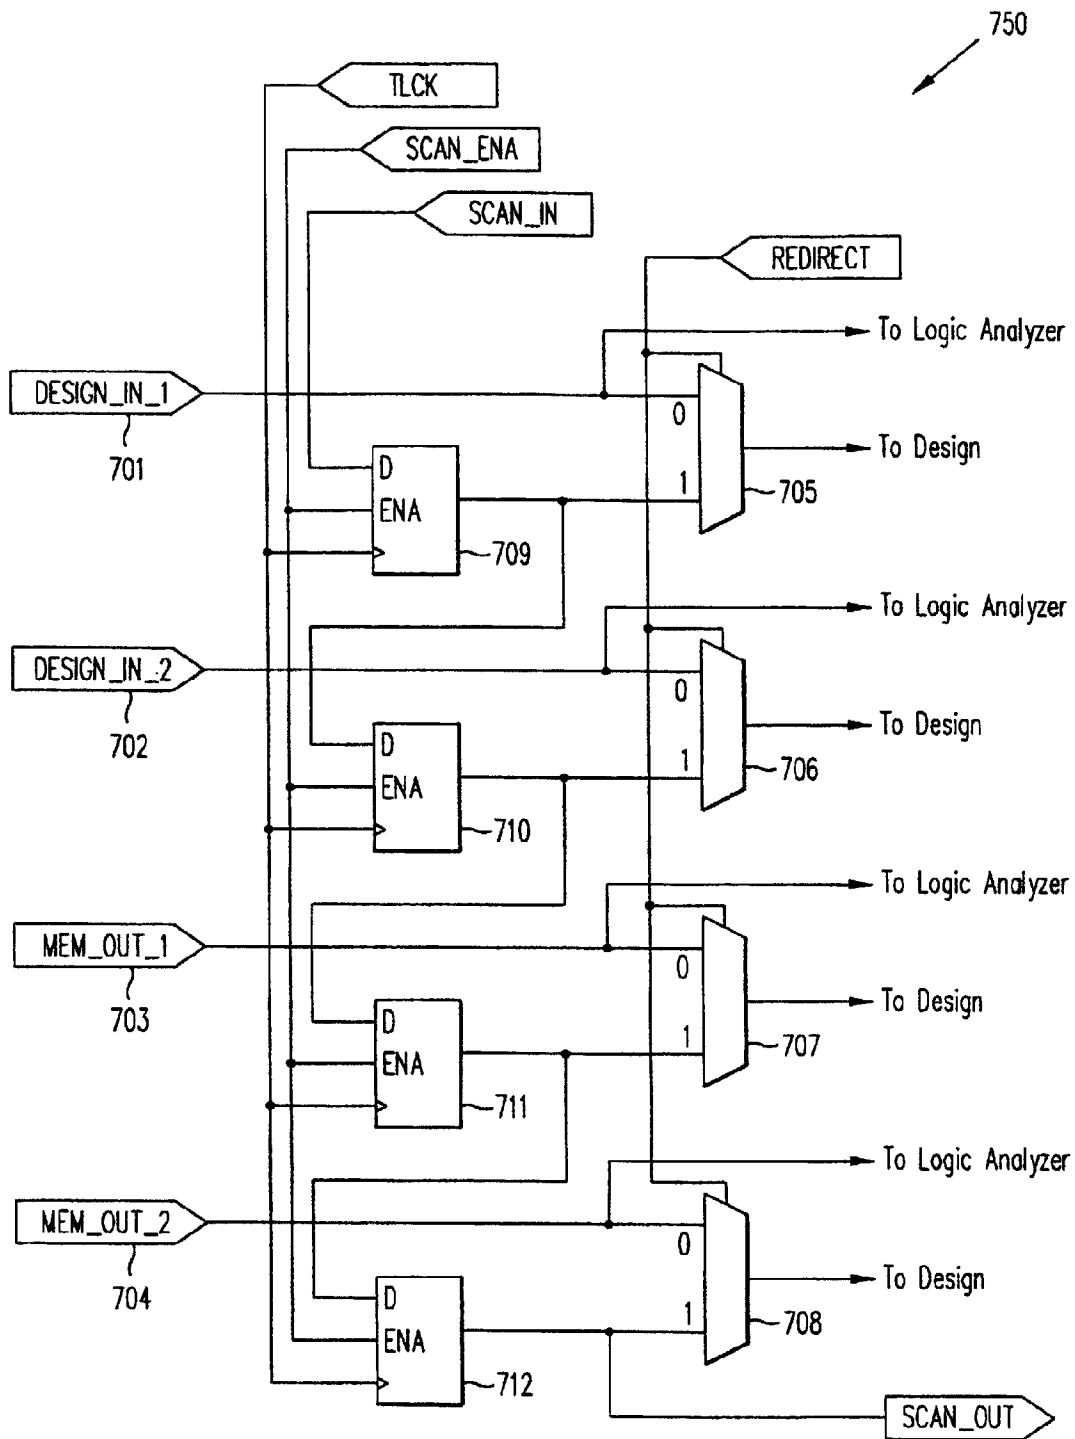 750
TLCK
SCAN_ENA
SCAN_IN
REDIRECT
To Logic Analyzer
DESIGN_IN_1
0
701
To Design
D
1
705
ENA
709
To Logic Analyzer
DESIGN_IN_2
0
702
To Design
D
1
706
ENA
710
To Logic Analyzer
MEM_OUT_1
0
703
To Design
D
1
707
ENA
711
To Logic Analyzer
MEM_OUT_2
0
704
To Design
D
1
708
ENA
712
SCAN_OUT